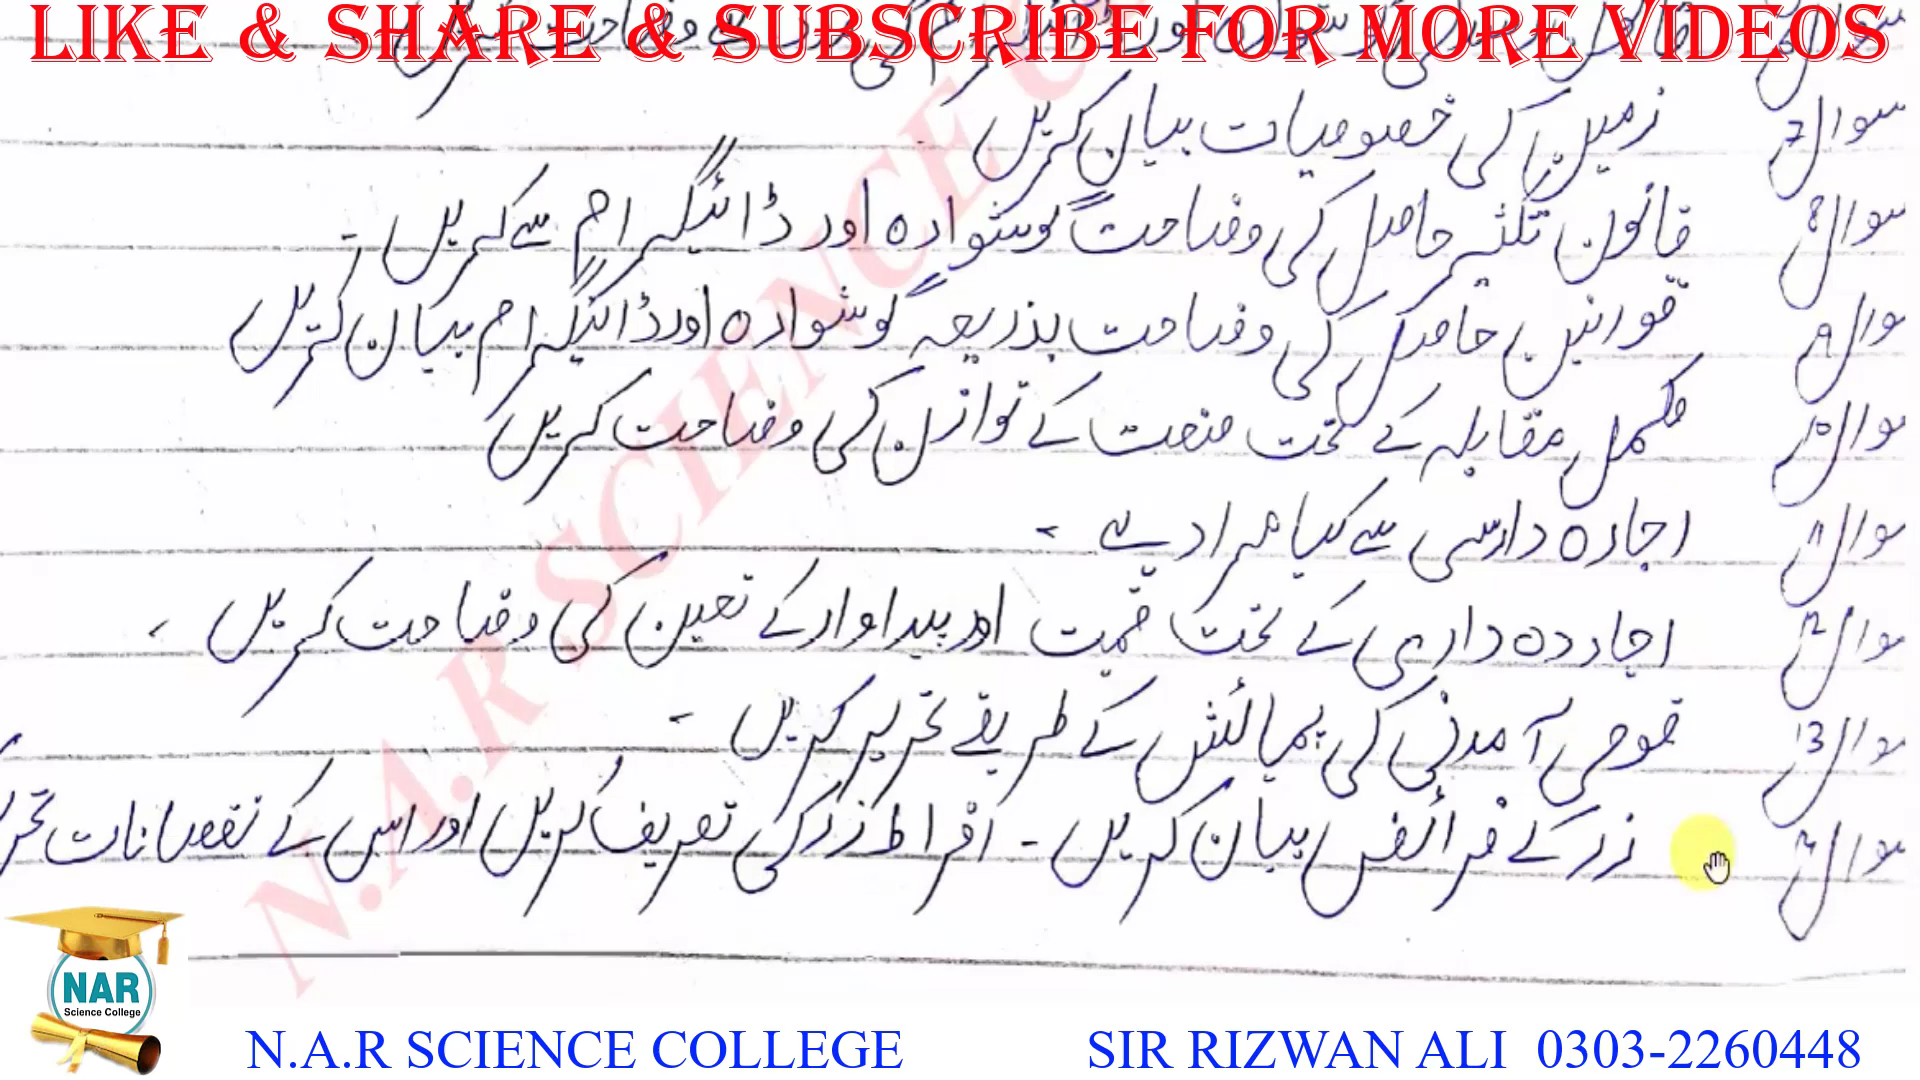 LIKE & SHARE & SUBSCRIBE FOR MORE VIDEOS
سوال 7 زمین کی خصوصیات بیان کریں
سوال 8 قانون تکثیر حاصل کی وضاحت گوشوارہ اور ڈائیگرام سے کریں۔
سوال 9 قورنین حاصل کی وضاحت بذریعہ گوشوارہ اور ڈائیگرام بیان کریں
سوال 10 مکمل مقابلہ کے تحت صنعت کے توازن کی وضاحت کریں
سوال 11 اجارہ دارسی سے کیا مراد ہے۔
سوال 12 اجاردہ داری کے تحت قیمت اور پیداوار کے تعین کی وضاحت کریں۔
سوال 13 قومی آمدنی کی پیمائش کے طریقے تحریر کریں۔
سوال زر کے فرائض بیان کریں۔ افراط زر کی تعریف کریں اور اس کے نقصانات
N.A.R SCIENCE
NAR
Science College
N.A.R SCIENCE COLLEGE SIR RIZWAN ALI 0303-2260448